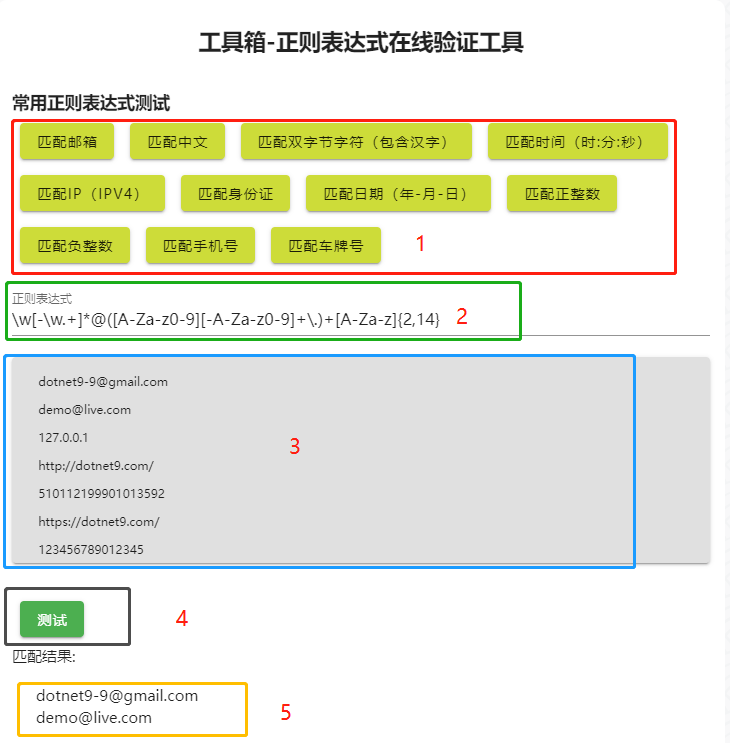 工具箱-正则表达式在线验证工具
常用正则表达式测试
匹配邮箱 匹配中文 匹配双字节字符（包含汉字） 匹配时间（时:分:秒）
匹配IP（IPV4） 匹配身份证 匹配日期（年-月-日） 匹配正整数
匹配负整数 匹配手机号 匹配车牌号 1
正则表达式
\w[-\w.+]*@([A-Za-z0-9][-A-Za-z0-9]+\.)+[A-Za-z]{2,14} 2
dotnet9-9@gmail.com
demo@live.com
127.0.0.1 3
http://dotnet9.com/
510112199901013592
https://dotnet9.com/
123456789012345
测试 4
匹配结果:
dotnet9-9@gmail.com
demo@live.com 5